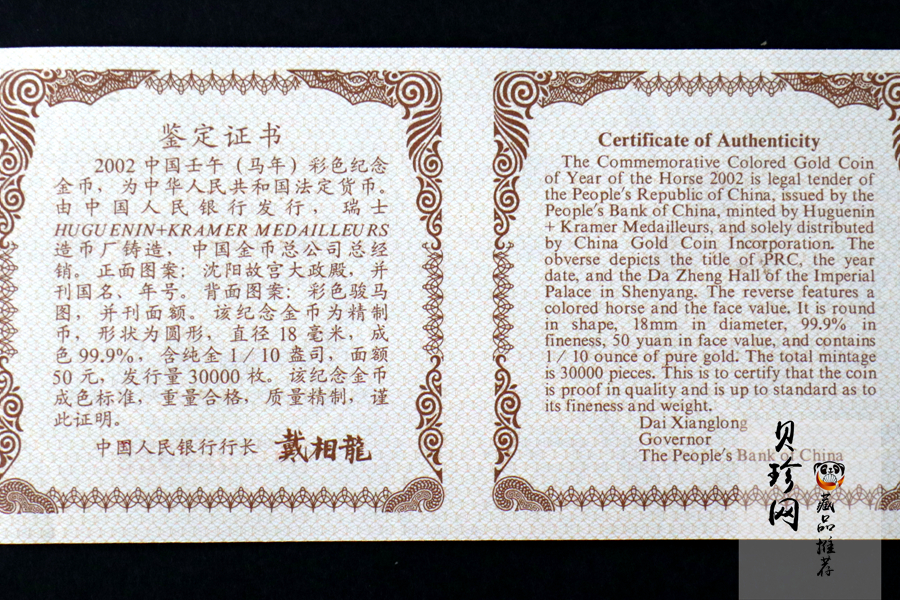 鉴定证书
2002中国壬午（马年）彩色纪念
金币，为中华人民共和国法定货币。
由中国人民银行发行，瑞士
HUGUENIN+KRAMER MEDAILLEURS
造币厂铸造，中国金币总公司总经
销。正面图案：沈阳故宫大政殿，并
刊国名、年号。背面图案：彩色骏马
图，并刊面额。该纪念金币为精制
币，形状为圆形，直径18毫米，成
色99.9%，含纯金1/10盎司，面额
50元，发行量30000枚。该纪念金币
成色标准，重量合格，质量精制，谨
此证明。
中国人民银行行长 戴相龍
Certificate of Authenticity
The Commemorative Colored Gold Coin
of Year of the Horse 2002 is legal tender of
the People's Republic of China, issued by the
People's Bank of China, minted by Huguenin
+ Kramer Medailleurs, and solely distributed
by China Gold Coin Incorporation. The
obverse depicts the title of PRC, the year
date, and the Da Zheng Hall of the Imperial
Palace in Shenyang. The reverse features a
colored horse and the face value. It is round
in shape, 18mm in diameter, 99.9% in
fineness, 50 yuan in face value, and contains
1/10 ounce of pure gold. The total mintage
is 30000 pieces. This is to certify that the coin
is proof in quality and is up to standard as to
its fineness and weight.
Dai Xianglong
Governor
The People's Bank of China
贝珍网
藏品推荐